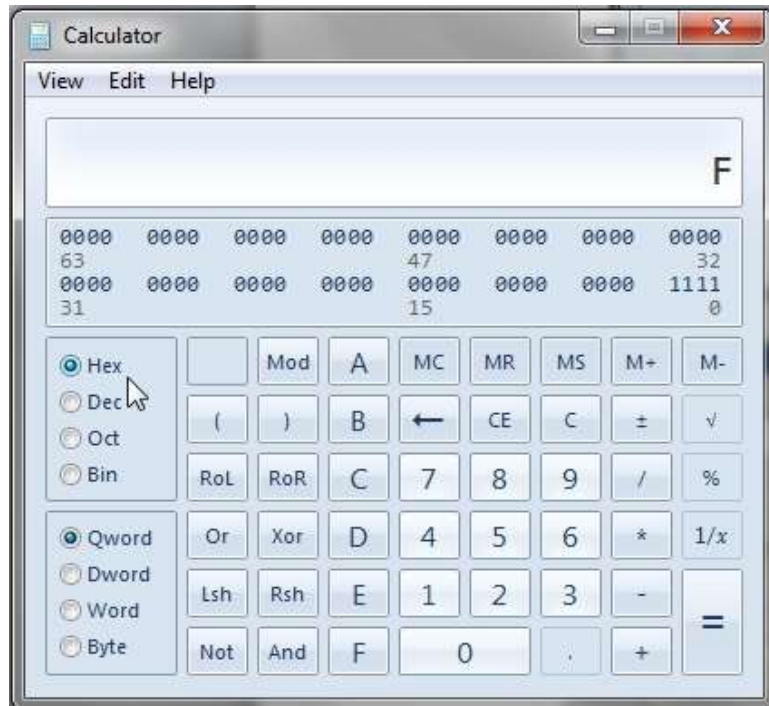 Calculator
View Edit Help
F
0000 0000 0000 0000 0000 0000 0000 0000
63 47 32
0000 0000 0000 0000 0000 0000 0000 1111
31 15 0
Hex Mod A MC MR MS M+ M-
Dec ( ) B ← CE C ± √
Oct
Bin RoL RoR C 7 8 9 / %
Qword Or Xor D 4 5 6 * 1/x
Dword
Word Lsh Rsh E 1 2 3 - =
Byte Not And F 0 . +